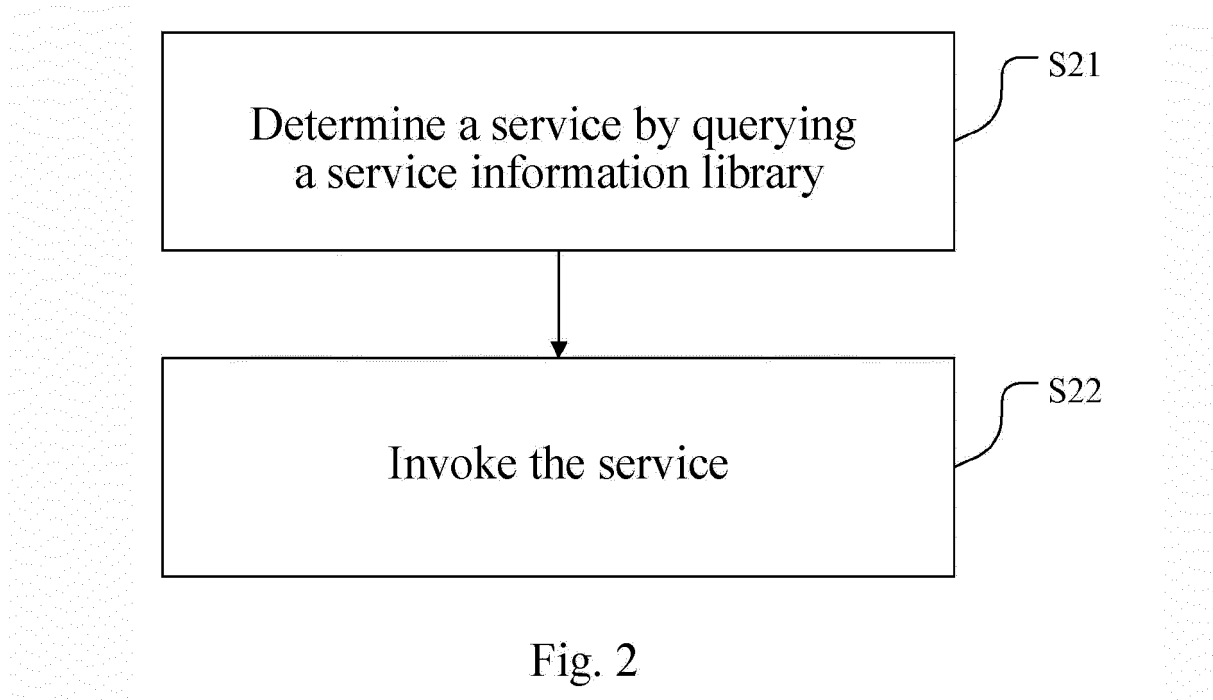 S21
Determine a service by querying
a service information library
S22
Invoke the service
Fig. 2